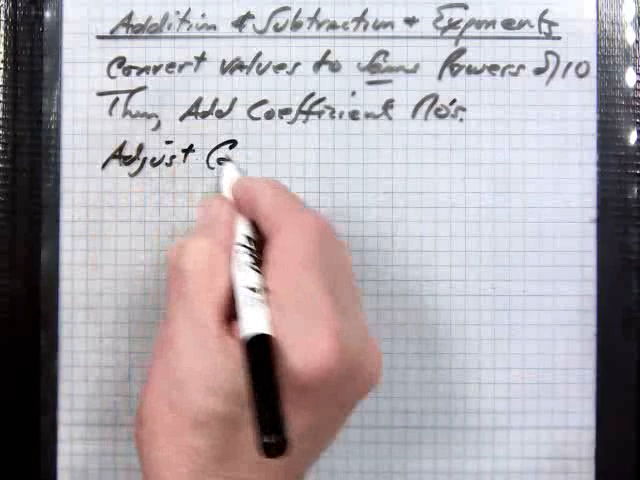 Addition & Subtraction & Exponents
Convert values to Same Powers of 10
Then, Add Coefficient No's.
Adjust C